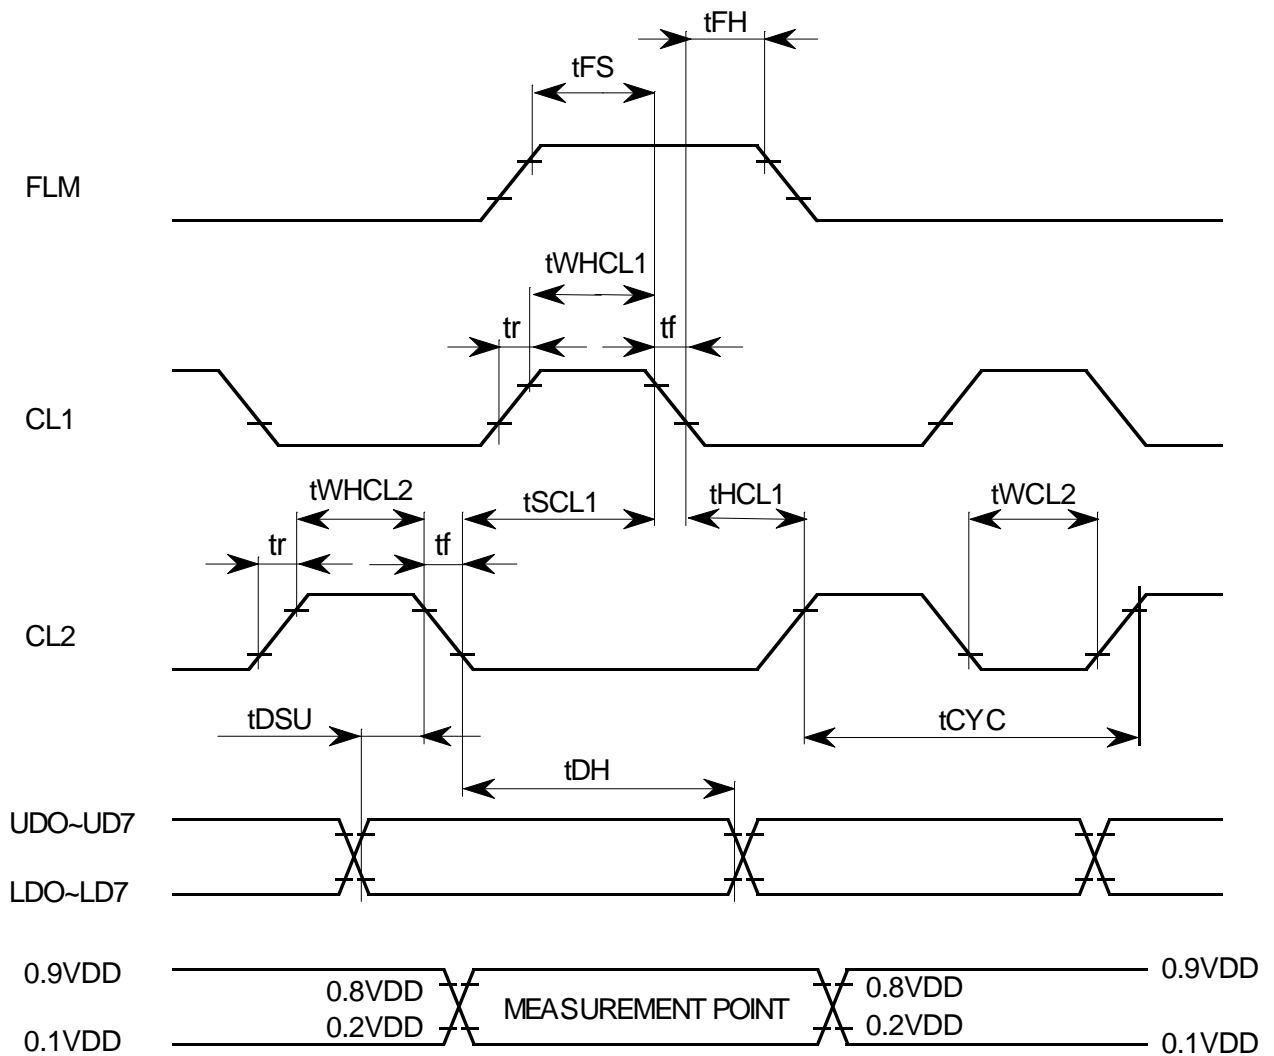 tFH
tFS
FLM
tWHCL1
tr
tf
CL1
tWHCL2
tSCL1
tHCL1
tWCL2
tr
tf
CL2
tDSU
tCYC
tDH
UDO~UD7
LDO~LD7
0.9VDD
0.8VDD
MEASUREMENT POINT
0.8VDD
0.9VDD
0.2VDD
0.2VDD
0.1VDD
0.1VDD